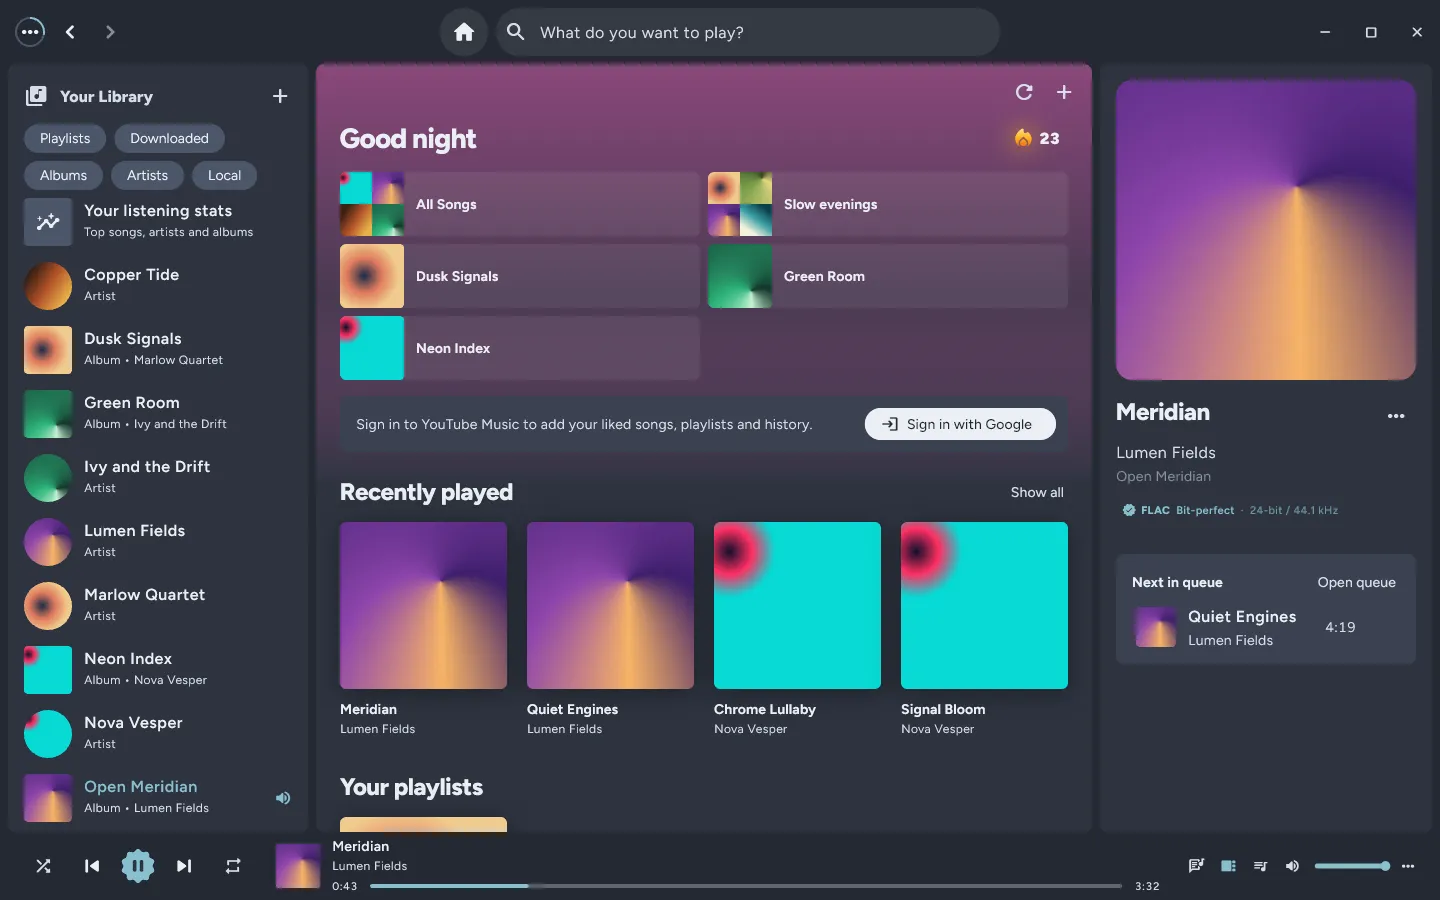 What do you want to play?
Your Library
Playlists
Downloaded
Albums
Artists
Local
Your listening stats
Top songs, artists and albums
Copper Tide
Artist
Dusk Signals
Album • Marlow Quartet
Green Room
Album • Ivy and the Drift
Ivy and the Drift
Artist
Lumen Fields
Artist
Marlow Quartet
Artist
Neon Index
Album • Nova Vesper
Nova Vesper
Artist
Open Meridian
Album • Lumen Fields
Good night
23
All Songs
Slow evenings
Dusk Signals
Green Room
Neon Index
Sign in to YouTube Music to add your liked songs, playlists and history.
Sign in with Google
Recently played
Show all
Meridian
Lumen Fields
Quiet Engines
Lumen Fields
Chrome Lullaby
Nova Vesper
Signal Bloom
Nova Vesper
Your playlists
Meridian
Lumen Fields
Open Meridian
FLAC Bit-perfect · 24-bit / 44.1 kHz
Next in queue
Open queue
Quiet Engines
Lumen Fields
4:19
Meridian
Lumen Fields
0:43
3:32